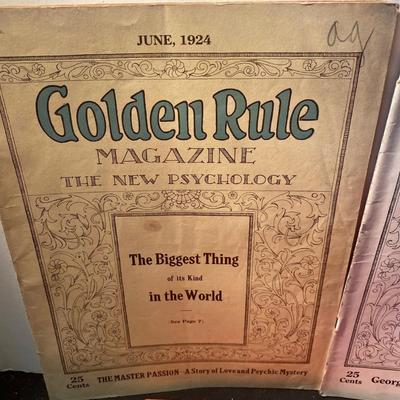 JUNE, 1924
Golden Rule
MAGAZINE
THE NEW PSYCHOLOGY
The Biggest Thing
of its Kind
in the World
(See Page 7)
25
Cents
THE MASTER PASSION—A Story of Love and Psychic Mystery
25
Cents
Georg